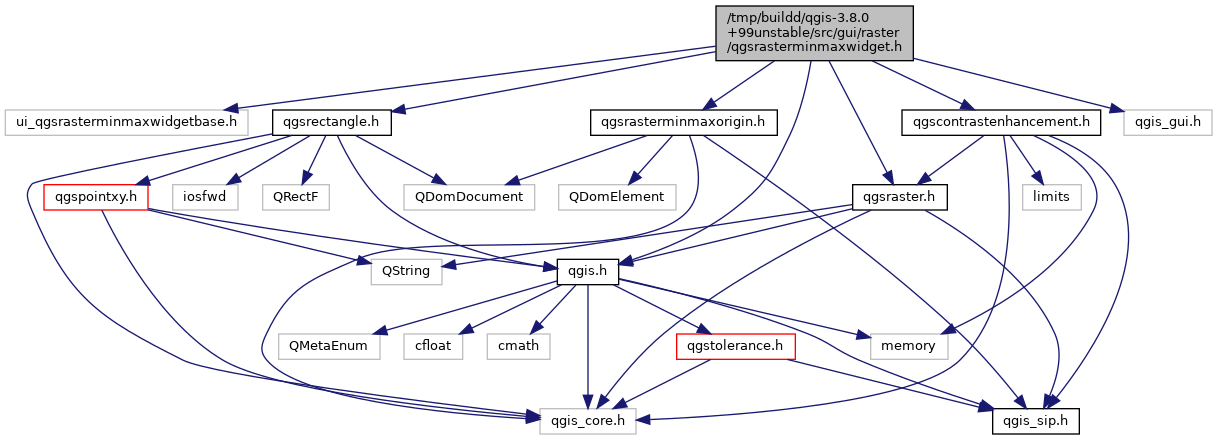 /tmp/buildd/qgis-3.8.0
+99unstable/src/gui/raster
/qgsrasterminmaxwidget.h
ui_qgsrasterminmaxwidgetbase.h
qgsrectangle.h
qgsrasterminmaxorigin.h
qgscontrastenhancement.h
qgis_gui.h
qgspointxy.h
iosfwd
QRectF
QDomDocument
QDomElement
qgsraster.h
limits
QString
qgis.h
QMetaEnum
cfloat
cmath
qgstolerance.h
memory
qgis_core.h
qgis_sip.h